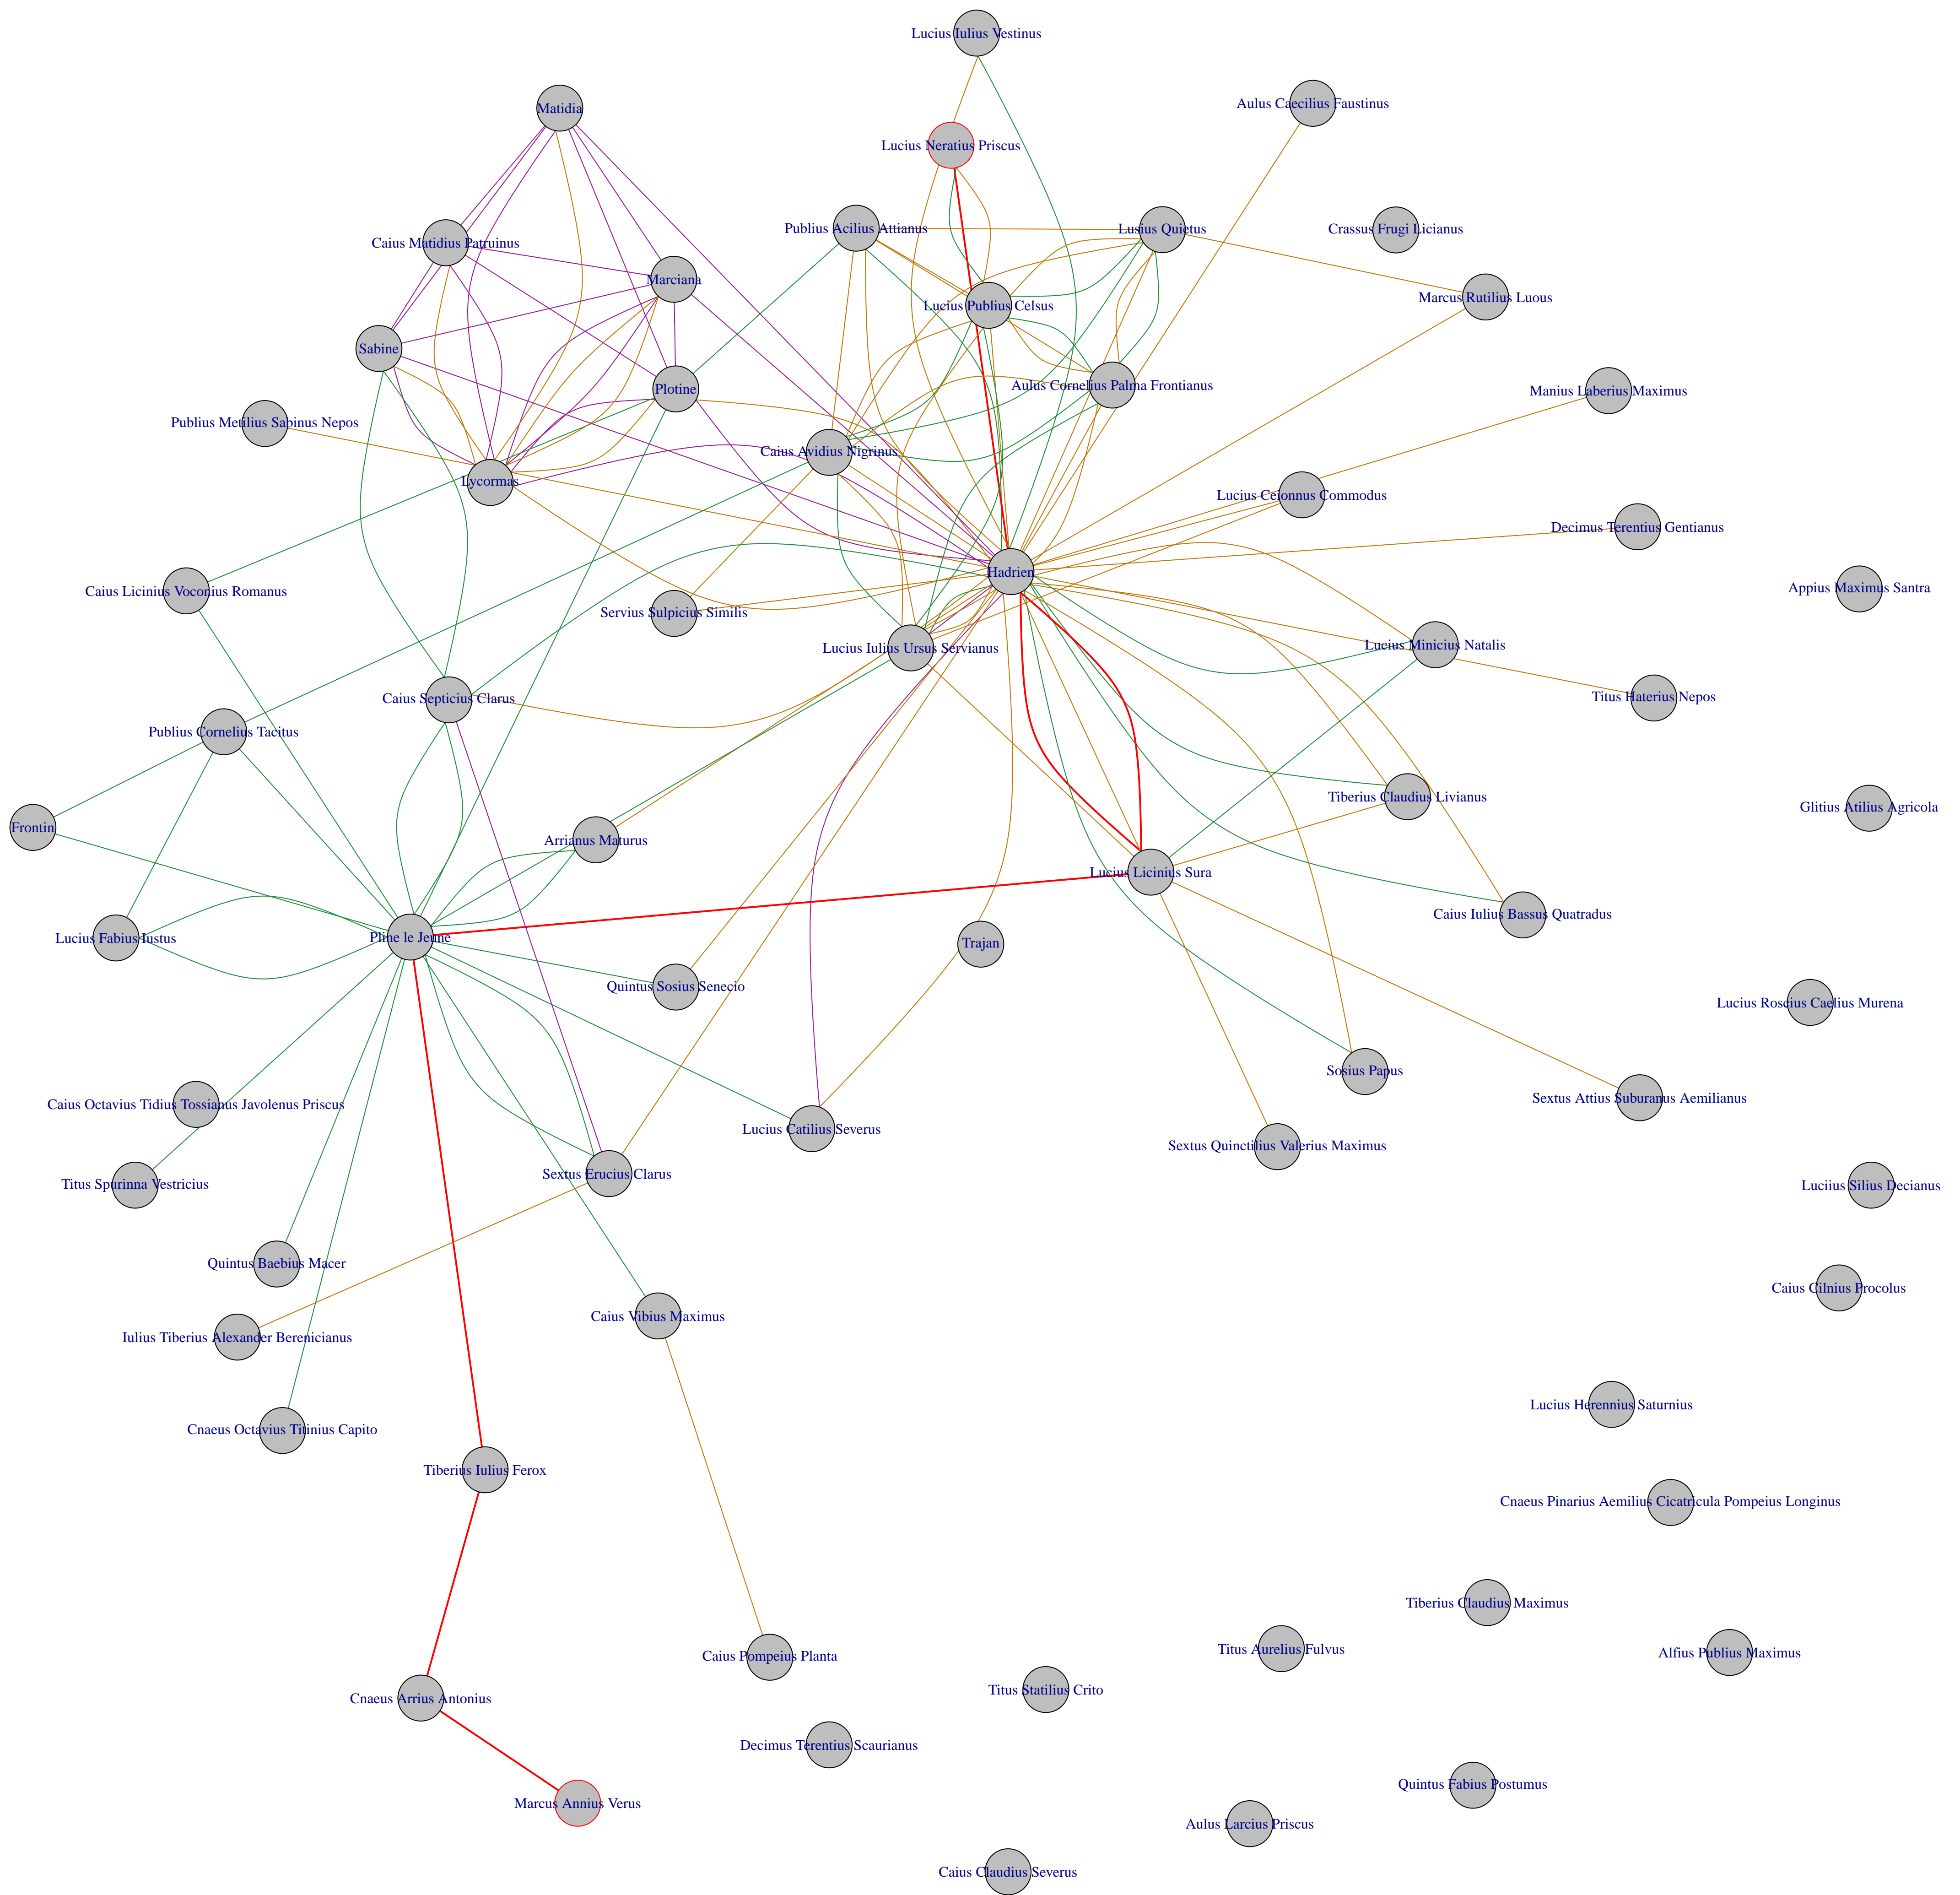 Lucius Iulius Vestinus
Matidia
Aulus Caecilius Faustinus
Lucius Neratius Priscus
Publius Acilius Attianus
Lusius Quietus
Crassus Frugi Licianus
Caius Matidius Patruinus
Marciana
Marcus Rutilius Luous
Lucius Publius Celsus
Sabine
Plotine
Aulus Cornelius Palma Frontianus
Manius Laberius Maximus
Publius Metilius Sabinus Nepos
Caius Avidius Nigrinus
Lycormas
Lucius Ceionnus Commodus
Decimus Terentius Gentianus
Hadrien
Caius Licinius Voconius Romanus
Appius Maximus Santra
Servius Sulpicius Similis
Lucius Iulius Ursus Servianus
Lucius Minicius Natalis
Caius Septicius Clarus
Titus Haterius Nepos
Publius Cornelius Tacitus
Tiberius Claudius Livianus
Glitius Atilius Agricola
Frontin
Arrianus Maturus
Lucius Licinius Sura
Caius Iulius Bassus Quatradus
Lucius Fabius Iustus
Pline le Jeune
Trajan
Quintus Sosius Senecio
Lucius Roscius Caelius Murena
Sosius Papus
Sextus Attius Suburanus Aemilianus
Caius Octavius Tidius Tossianus Javolenus Priscus
Lucius Catilius Severus
Sextus Quinctilius Valerius Maximus
Sextus Erucius Clarus
Titus Spurinna Vestricius
Luciius Silius Decianus
Quintus Baebius Macer
Caius Cilnius Procolus
Caius Vibius Maximus
Iulius Tiberius Alexander Berenicianus
Lucius Herennius Saturnius
Cnaeus Octavius Titinius Capito
Tiberius Iulius Ferox
Cnaeus Pinarius Aemilius Cicatricula Pompeius Longinus
Tiberius Claudius Maximus
Titus Aurelius Fulvus
Alfius Publius Maximus
Caius Pompeius Planta
Titus Statilius Crito
Cnaeus Arrius Antonius
Decimus Terentius Scaurianus
Quintus Fabius Postumus
Marcus Annius Verus
Aulus Larcius Priscus
Caius Claudius Severus